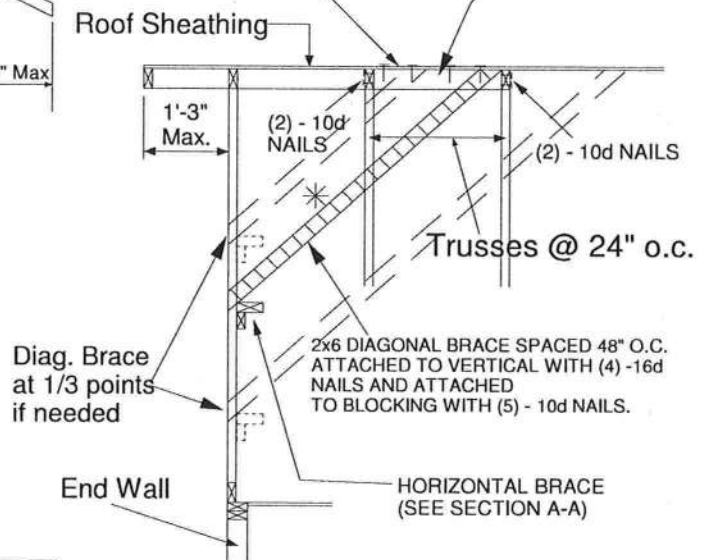 Roof Sheathing
" Max
1'-3"
Max.
(2) - 10d
NAILS
(2) - 10d NAILS
Trusses @ 24" o.c.
2x6 DIAGONAL BRACE SPACED 48" O.C.
ATTACHED TO VERTICAL WITH (4) -16d
NAILS AND ATTACHED
TO BLOCKING WITH (5) - 10d NAILS.
Diag. Brace
at 1/3 points
if needed
End Wall
HORIZONTAL BRACE
(SEE SECTION A-A)